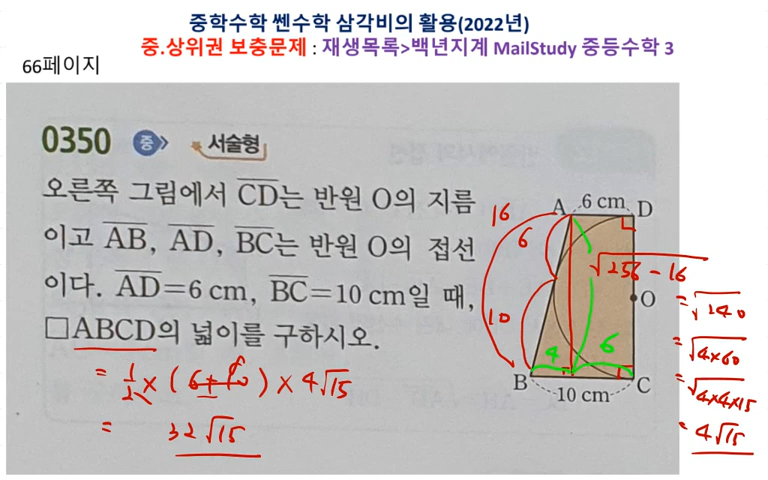 중학수학 쎈수학 삼각비의 활용(2022년)
중.상위권 보충문제 : 재생목록>백년지계 MailStudy 중등수학 3
66페이지
0350 중 서술형
오른쪽 그림에서 CD는 반원 O의 지름
이고 AB, AD, BC는 반원 O의 접선
이다. AD=6 cm, BC=10 cm일 때,
□ABCD의 넓이를 구하시오.
= 1/2 × (6+10) × 4√15
= 32√15
A 6 cm D
16
6
10
O
4
6
B 10 cm C
√256-16
= √240
= √4×60
= √4×4×15
= 4√15